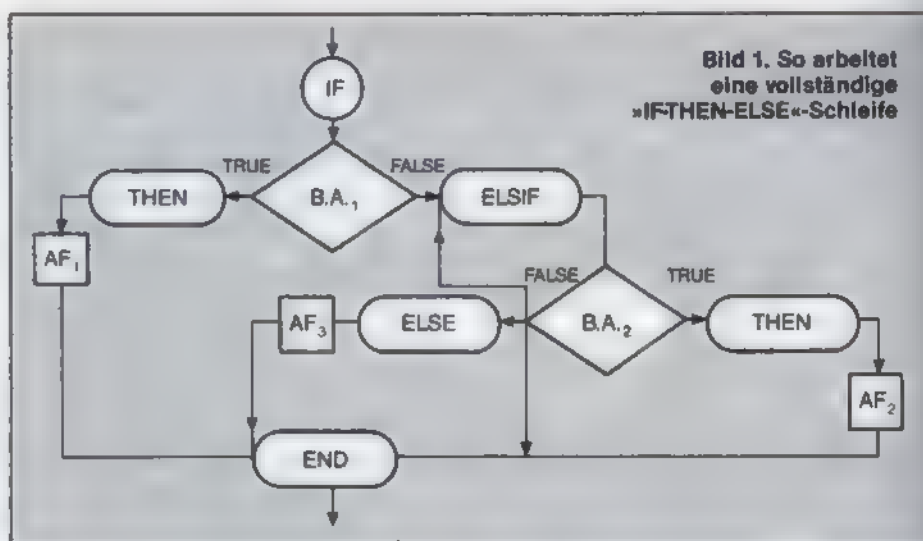 Bild 1. So arbeitet
eine vollständige
»IF-THEN-ELSE«-Schleife
IF
TRUE
FALSE
THEN
B.A.₁
ELSIF
AF₁
FALSE
TRUE
AF₃
ELSE
B.A.₂
THEN
AF₂
END